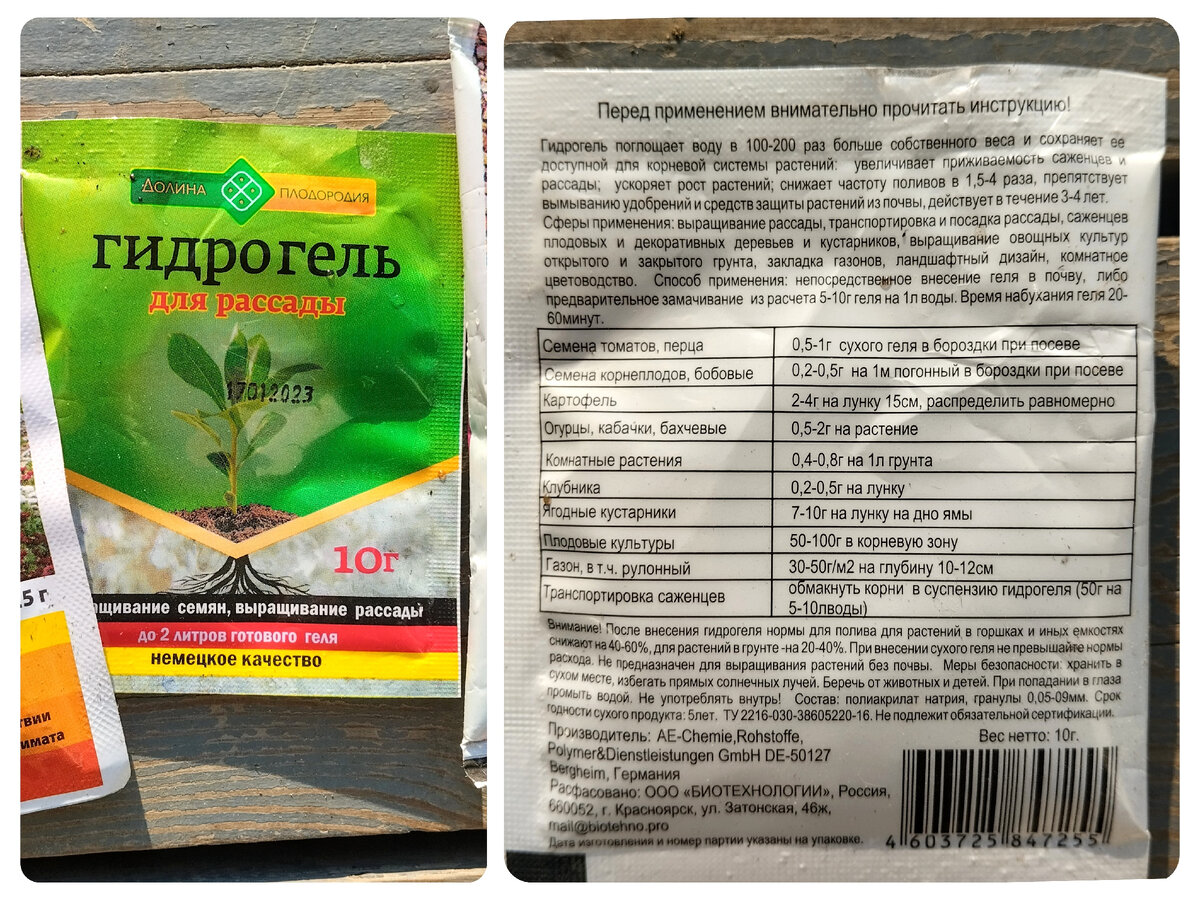 ДОЛИНА ПЛОДОРОДИЯ
гидрогель
для рассады
17012023
10г
ащивание семян, выращивание рассады
до 2 литров готового геля
немецкое качество
5 г
твии
имата
Перед применением внимательно прочитать инструкцию!
Гидрогель поглощает воду в 100-200 раз больше собственного веса и сохраняет ее
доступной для корневой системы растений: увеличивает приживаемость саженцев и
рассады; ускоряет рост растений; снижает частоту поливов в 1,5-4 раза, препятствует
вымыванию удобрений и средств защиты растений из почвы, действует в течение 3-4 лет.
Сферы применения: выращивание рассады, транспортировка и посадка рассады, саженцев
плодовых и декоративных деревьев и кустарников, выращивание овощных культур
открытого и закрытого грунта, закладка газонов, ландшафтный дизайн, комнатное
цветоводство. Способ применения: непосредственное внесение геля в почву, либо
предварительное замачивание из расчета 5-10г геля на 1л воды. Время набухания геля 20-
60минут.
Семена томатов, перца 0,5-1г сухого геля в бороздки при посеве
Семена корнеплодов, бобовые 0,2-0,5г на 1м погонный в бороздки при посеве
Картофель 2-4г на лунку 15см, распределить равномерно
Огурцы, кабачки, бахчевые 0,5-2г на растение
Комнатные растения 0,4-0,8г на 1л грунта
Клубника 0,2-0,5г на лунку
Ягодные кустарники 7-10г на лунку на дно ямы
Плодовые культуры 50-100г в корневую зону
Газон, в т.ч. рулонный 30-50г/м2 на глубину 10-12см
Транспортировка саженцев обмакнуть корни в суспензию гидрогеля (50г на
5-10лводы)
Внимание! После внесения гидрогеля нормы для полива для растений в горшках и иных емкостях
снижают на 40-60%, для растений в грунте -на 20-40%. При внесении сухого геля не превышайте нормы
расхода. Не предназначен для выращивания растений без почвы. Меры безопасности: хранить в
сухом месте, избегать прямых солнечных лучей. Беречь от животных и детей. При попадании в глаза
промыть водой. Не употреблять внутрь! Состав: полиакрилат натрия, гранулы 0,05-09мм. Срок
годности сухого продукта: 5лет. ТУ 2216-030-38605220-16. Не подлежит обязательной сертификации.
Производитель: AE-Chemie,Rohstoffe,
Polymer&Dienstleistungen GmbH DE-50127
Bergheim, Германия
Вес нетто: 10г.
Расфасовано: ООО «БИОТЕХНОЛОГИИ», Россия,
660052, г. Красноярск, ул. Затонская, 46ж,
mail@biotehno.pro
Дата изготовления и номер партии указаны на упаковке.
4 603725 847255